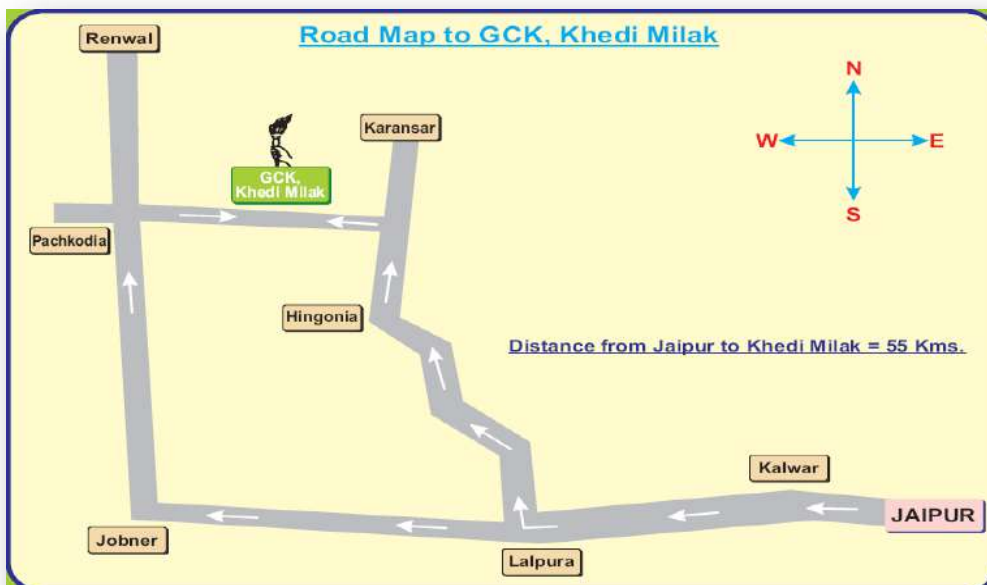 Road Map to GCK, Khedi Milak
Renwal
N
Karansar
W
E
GCK,
Khedi Milak
S
Pachkodia
Hingonia
Distance from Jaipur to Khedi Milak = 55 Kms.
Kalwar
JAIPUR
Jobner
Lalpura